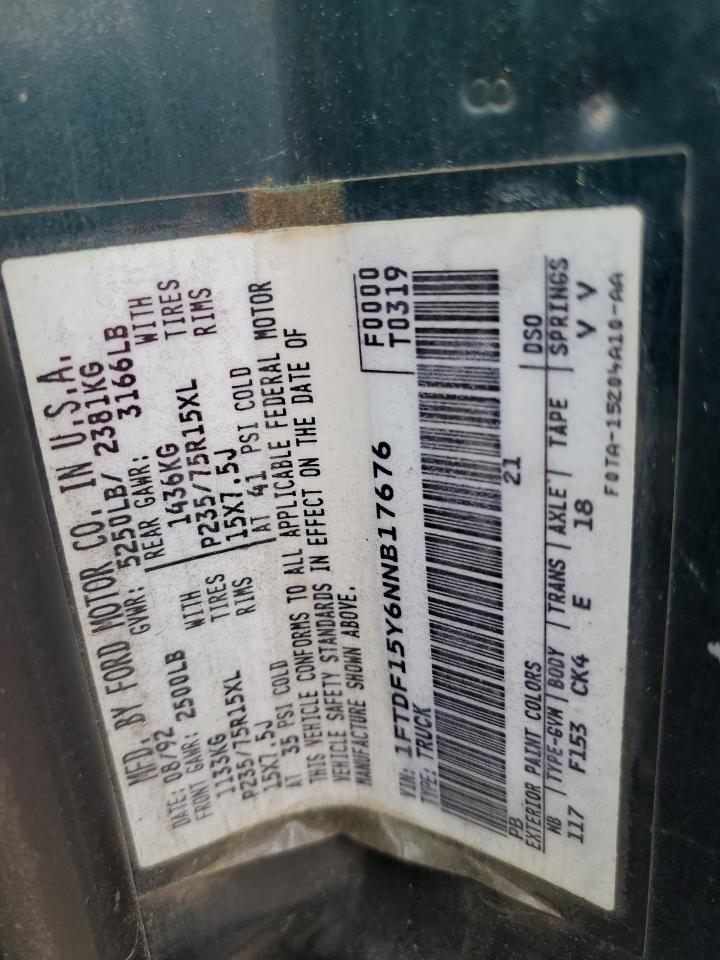 MFD. BY FORD MOTOR CO. IN U.S.A.
DATE: 08/92 GVWR: 5250LB/ 2381KG
FRONT GAWR: 2500LB REAR GAWR: 3166LB
1133KG WITH 1436KG WITH
P235/75R15XL TIRES P235/75R15XL TIRES
15X7.5J RIMS 15X7.5J RIMS
AT 35 PSI COLD AT 41 PSI COLD
THIS VEHICLE CONFORMS TO ALL APPLICABLE FEDERAL MOTOR
VEHICLE SAFETY STANDARDS IN EFFECT ON THE DATE OF
MANUFACTURE SHOWN ABOVE.
VIN: 1FTDF15Y6NNB17676 F0000
TYPE: TRUCK T0319
PB 21
EXTERIOR PAINT COLORS DSO
WB TYPE-GVW BODY TRANS AXLE TAPE SPRINGS
117 F153 CK4 E 18 V V
F0TA-15204A10-AA
8